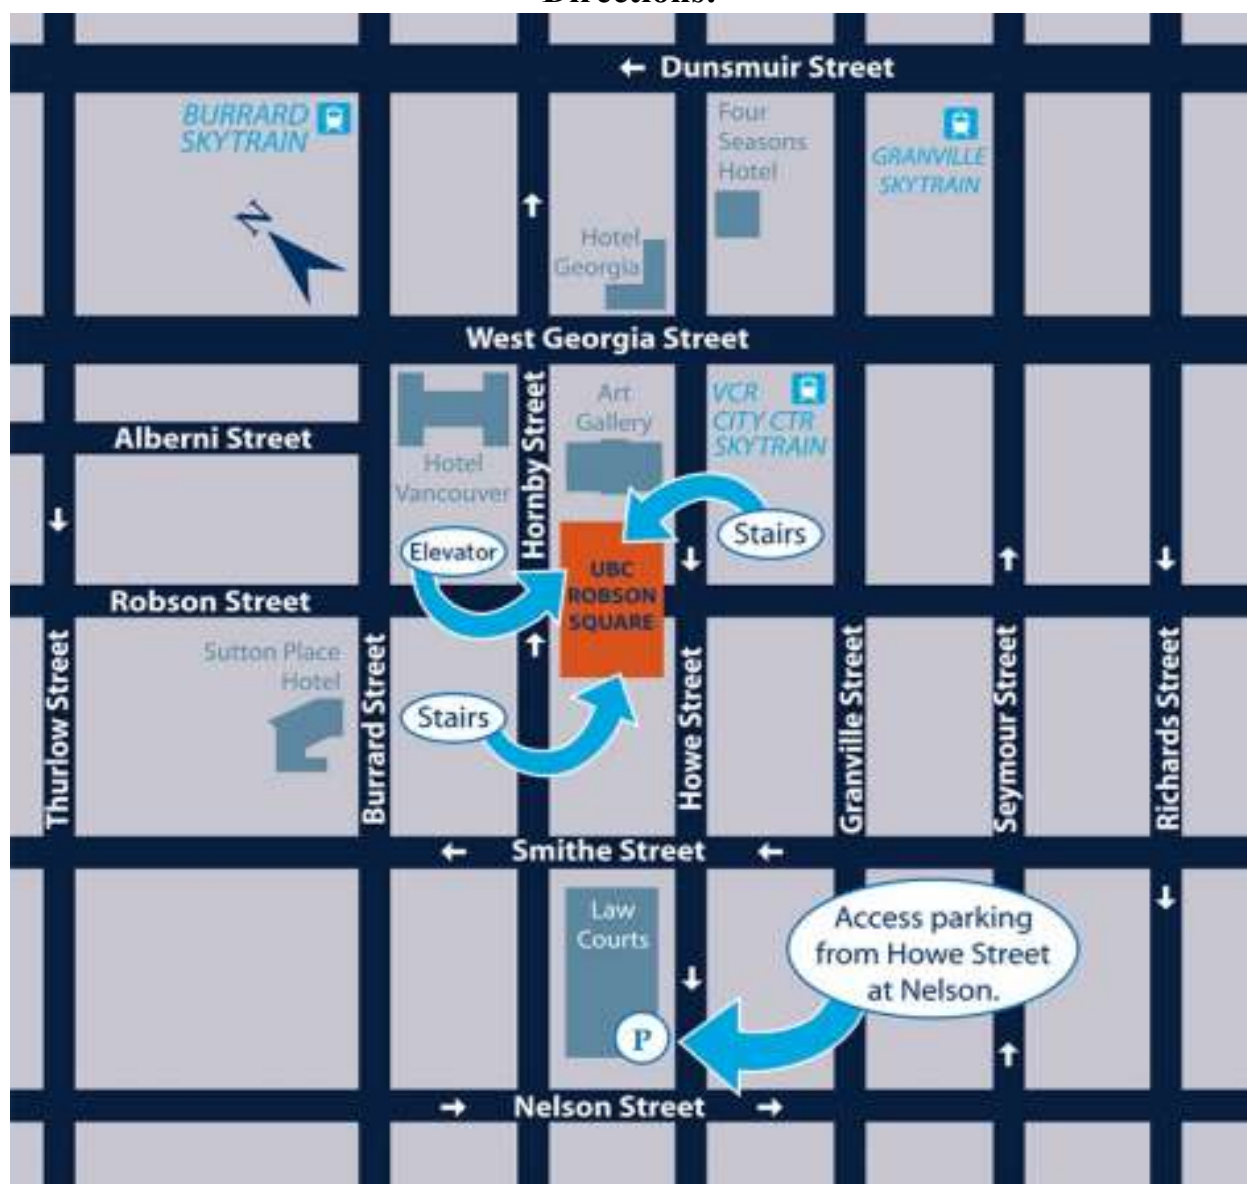 Directions:
← Dunsmuir Street
BURRARD
SKYTRAIN
Four
Seasons
Hotel
GRANVILLE
SKYTRAIN
N
Hotel
Georgia
West Georgia Street
Hornby Street
Art
Gallery
VCR
CITY CTR
SKYTRAIN
Alberni Street
Hotel
Vancouver
Elevator
Stairs
UBC
ROBSON
SQUARE
Robson Street
Thurlow Street
Sutton Place
Hotel
Burrard Street
Stairs
Howe Street
Granville Street
Seymour Street
Richards Street
← Smithe Street ←
Law
Courts
Access parking
from Howe Street
at Nelson.
P
→ Nelson Street →